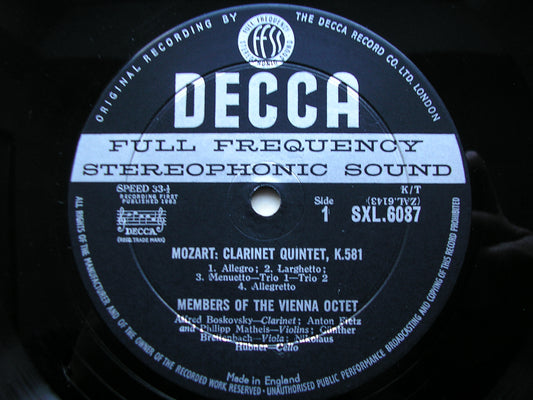 ORIGINAL RECORDING BY THE DECCA RECORD CO. LTD. LONDON
FULL FREQUENCY
ffss
DECCA
FULL FREQUENCY
STEREOPHONIC SOUND
SPEED 33⅓
RECORDING FIRST
PUBLISHED 1963
DECCA
(REGD. TRADE MARK)
K/T
Side (ZAL.6143)
1 SXL.6087
MOZART: CLARINET QUINTET, K.581
1. Allegro; 2. Larghetto;
3. Menuetto—Trio 1—Trio 2
4. Allegretto
MEMBERS OF THE VIENNA OCTET
Alfred Boskovsky—Clarinet; Anton Fietz
and Philipp Matheis—Violins; Günther
Breitenbach—Viola; Nikolaus
Hübner—Cello
Made in England
ALL RIGHTS OF THE MANUFACTURER AND OF THE OWNER OF THE RECORDED WORK RESERVED • UNAUTHORISED PUBLIC PERFORMANCE BROADCASTING AND COPYING OF THIS RECORD PROHIBITED